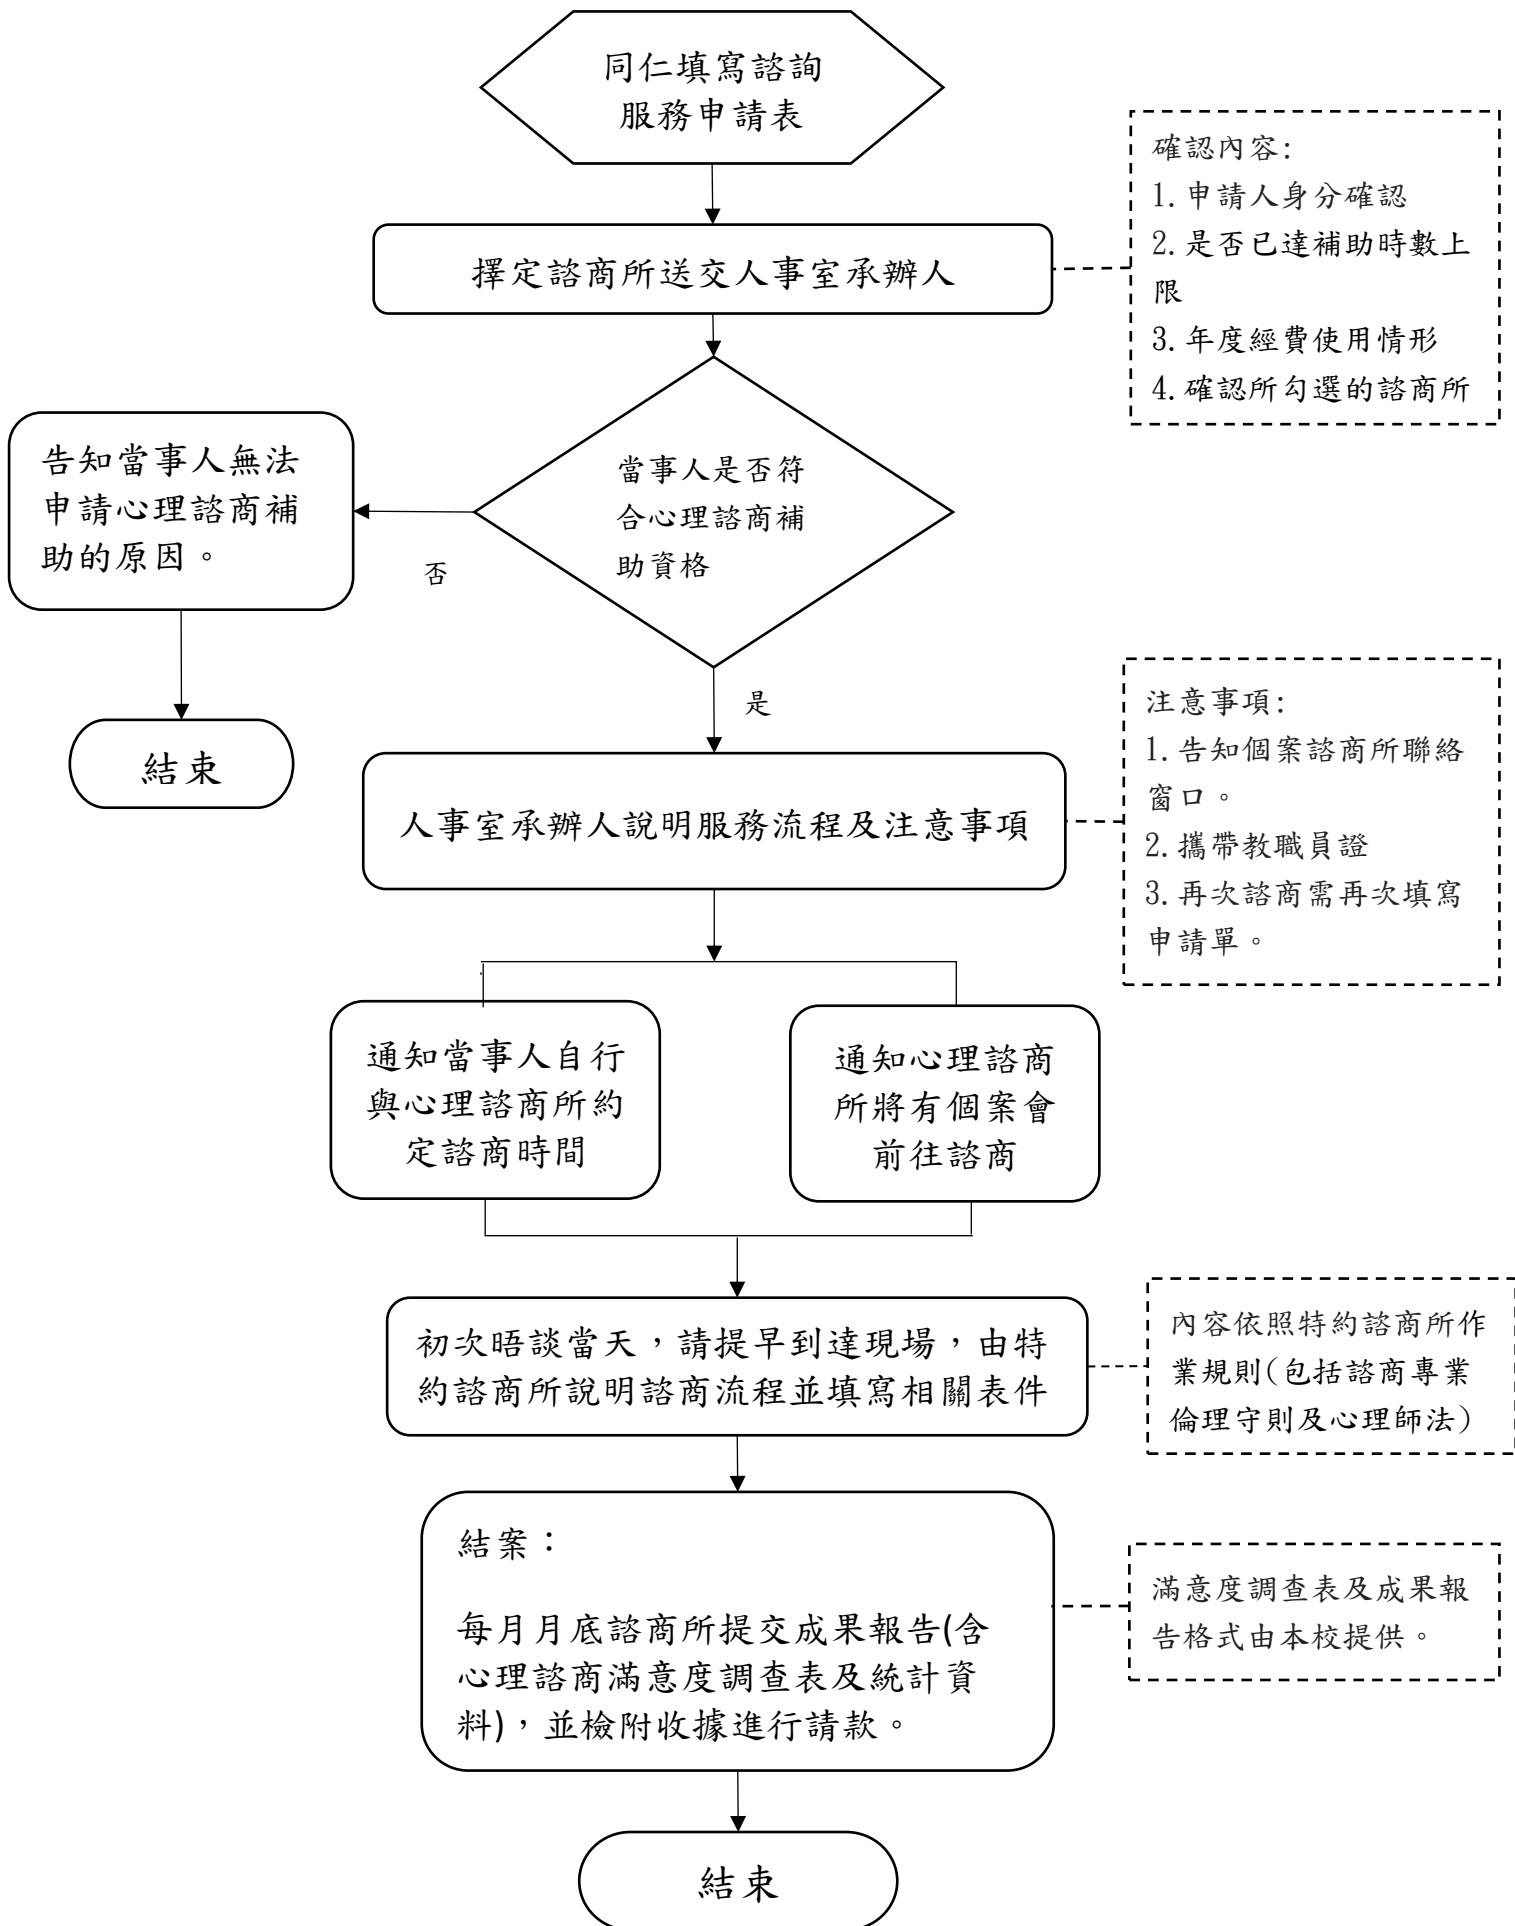 同仁填寫諮詢
服務申請表
確認內容:
1.申請人身分確認
2.是否已達補助時數上
限
3.年度經費使用情形
4.確認所勾選的諮商所
擇定諮商所送交人事室承辦人
當事人是否符
合心理諮商補
助資格
否
告知當事人無法
申請心理諮商補
助的原因。
結束
是
人事室承辦人說明服務流程及注意事項
注意事項:
1.告知個案諮商所聯絡
窗口。
2.攜帶教職員證
3.再次諮商需再次填寫
申請單。
通知當事人自行
與心理諮商所約
定諮商時間
通知心理諮商
所將有個案會
前往諮商
初次晤談當天，請提早到達現場，由特
約諮商所說明諮商流程並填寫相關表件
內容依照特約諮商所作
業規則(包括諮商專業
倫理守則及心理師法)
結案：
每月月底諮商所提交成果報告(含
心理諮商滿意度調查表及統計資
料)，並檢附收據進行請款。
滿意度調查表及成果報
告格式由本校提供。
結束